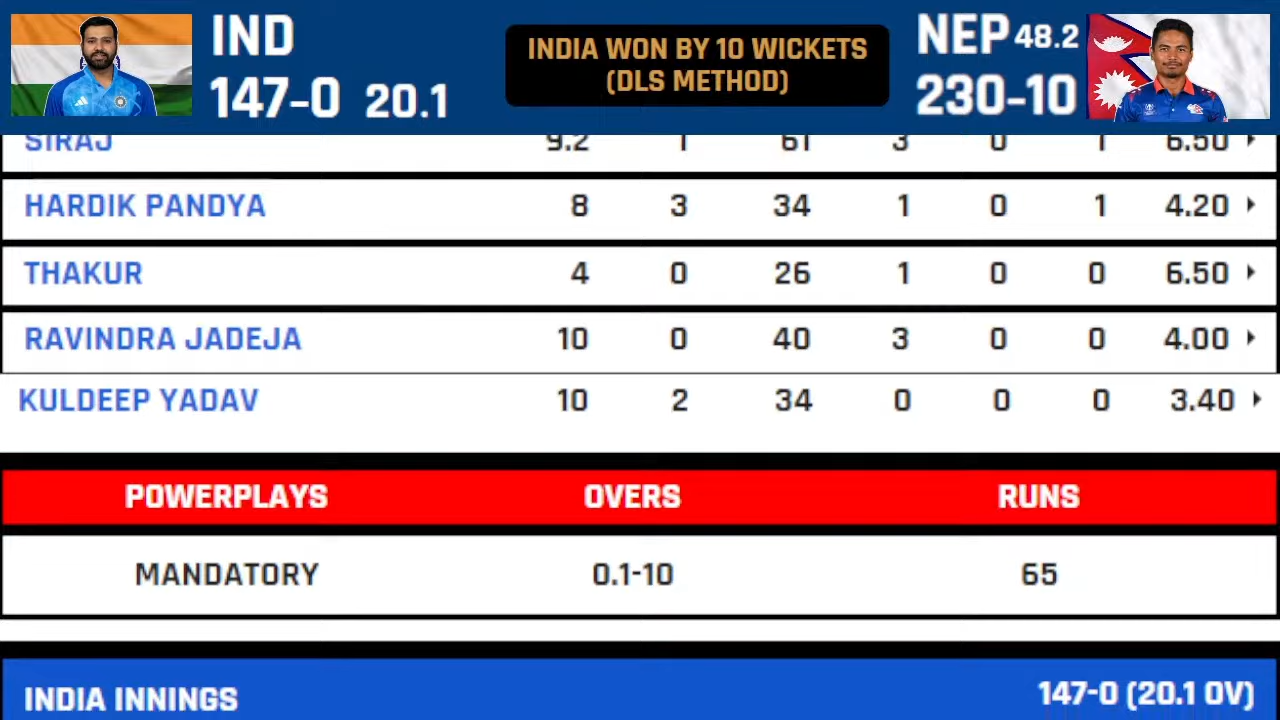 IND
147-0 20.1
INDIA WON BY 10 WICKETS
(DLS METHOD)
NEP 48.2
230-10
SIRAJ 9.2 1 61 3 0 1 6.50
HARDIK PANDYA 8 3 34 1 0 1 4.20
THAKUR 4 0 26 1 0 0 6.50
RAVINDRA JADEJA 10 0 40 3 0 0 4.00
KULDEEP YADAV 10 2 34 0 0 0 3.40
POWERPLAYS OVERS RUNS
MANDATORY 0.1-10 65
INDIA INNINGS 147-0 (20.1 OV)